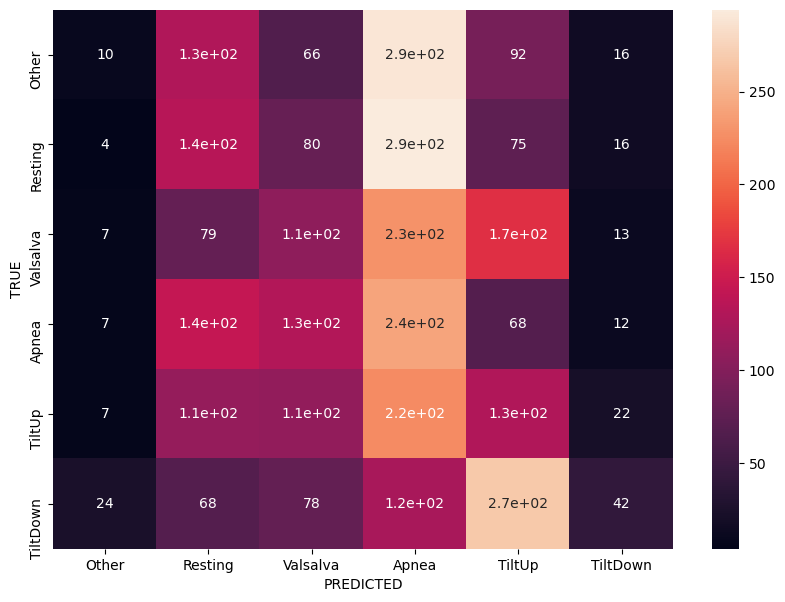 Other 10 1.3e+02 66 2.9e+02 92 16
Resting 4 1.4e+02 80 2.9e+02 75 16
Valsalva 7 79 1.1e+02 2.3e+02 1.7e+02 13
Apnea 7 1.4e+02 1.3e+02 2.4e+02 68 12
TiltUp 7 1.1e+02 1.1e+02 2.2e+02 1.3e+02 22
TiltDown 24 68 78 1.2e+02 2.7e+02 42
TRUE
Other Resting Valsalva Apnea TiltUp TiltDown
PREDICTED
250
200
150
100
50